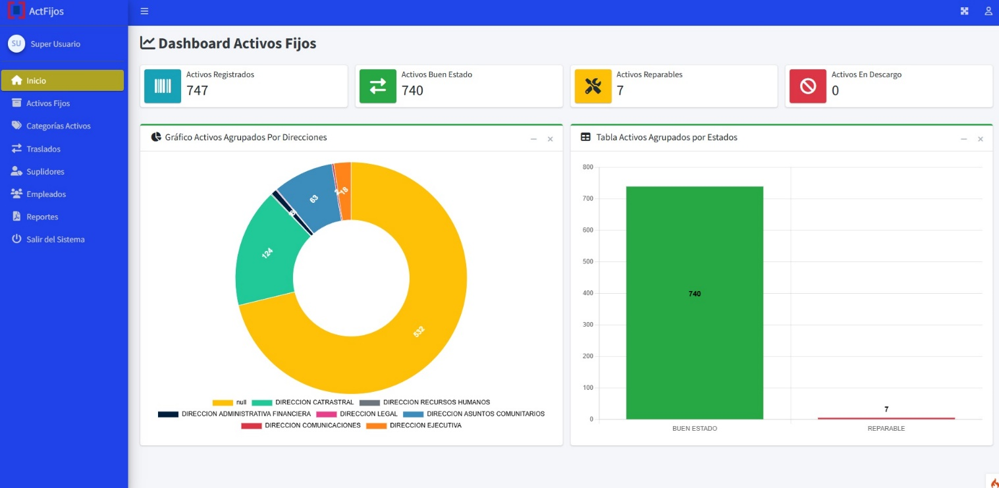 ActFijos
SU Super Usuario
Inicio
Activos Fijos
Categorías Activos
Traslados
Suplidores
Empleados
Reportes
Salir del Sistema
Dashboard Activos Fijos
Activos Registrados
747
Activos Buen Estado
740
Activos Reparables
7
Activos En Descargo
0
Gráfico Activos Agrupados Por Direcciones
532
124
63
18
null DIRECCION CATRASTRAL DIRECCION RECURSOS HUMANOS
DIRECCION ADMINISTRATIVA FINANCIERA DIRECCION LEGAL DIRECCION ASUNTOS COMUNITARIOS
DIRECCION COMUNICACIONES DIRECCION EJECUTIVA
Tabla Activos Agrupados por Estados
800
700
600
500
400
300
200
100
0
740
7
BUEN ESTADO REPARABLE